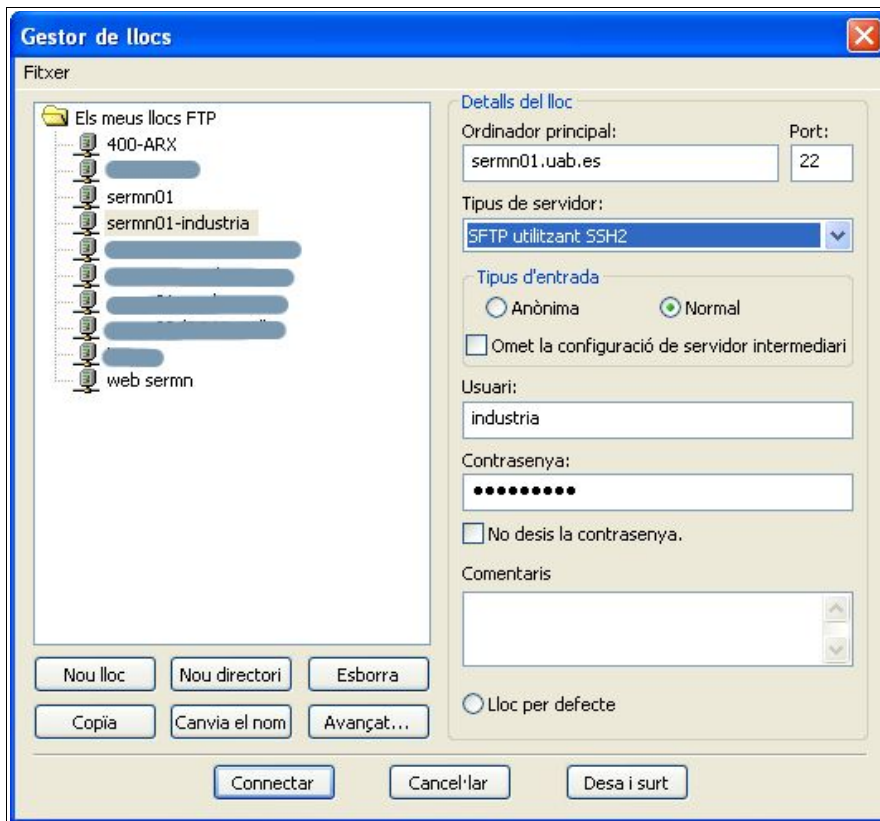 Gestor de llocs
Fitxer
Els meus llocs FTP
400-ARX
sermn01
sermn01-industria
web sermn
Nou lloc
Nou directori
Esborra
Copïa
Canvia el nom
Avançat...
Detalls del lloc
Ordinador principal:
Port:
sermn01.uab.es
22
Tipus de servidor:
SFTP utilitzant SSH2
Tipus d'entrada
Anònima
Normal
Omet la configuració de servidor intermediari
Usuari:
industria
Contrasenya:
•••••••••
No desis la contrasenya.
Comentaris
Lloc per defecte
Connectar
Cancel·lar
Desa i surt